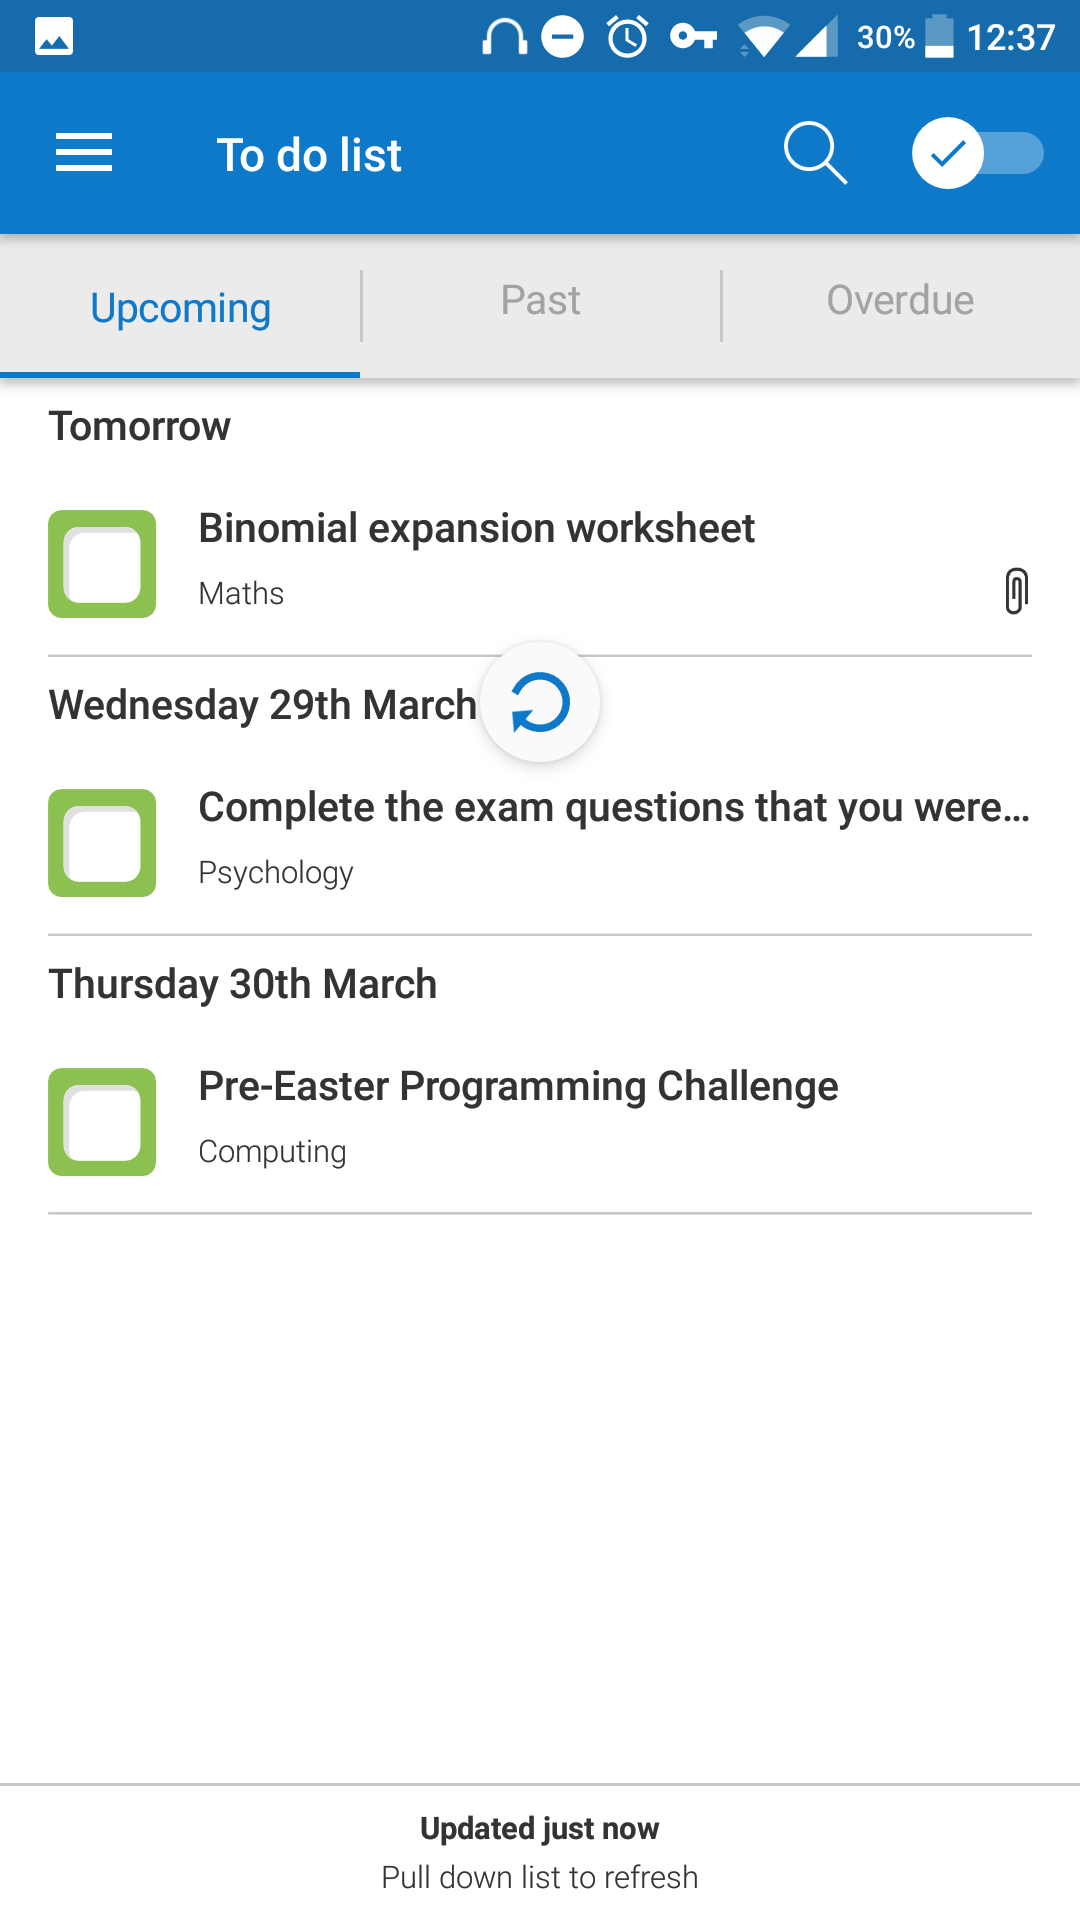 30% 12:37
To do list
Upcoming Past Overdue
Tomorrow
Binomial expansion worksheet
Maths
Wednesday 29th March
Complete the exam questions that you were...
Psychology
Thursday 30th March
Pre-Easter Programming Challenge
Computing
Updated just now
Pull down list to refresh